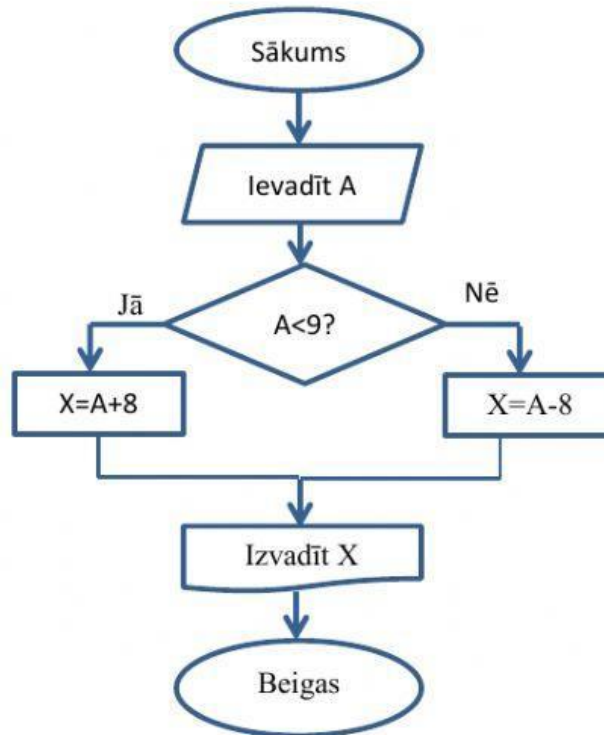 Sākums
Ievadīt A
Jā
A<9?
Nē
X=A+8
X=A-8
Izvadīt X
Beigas